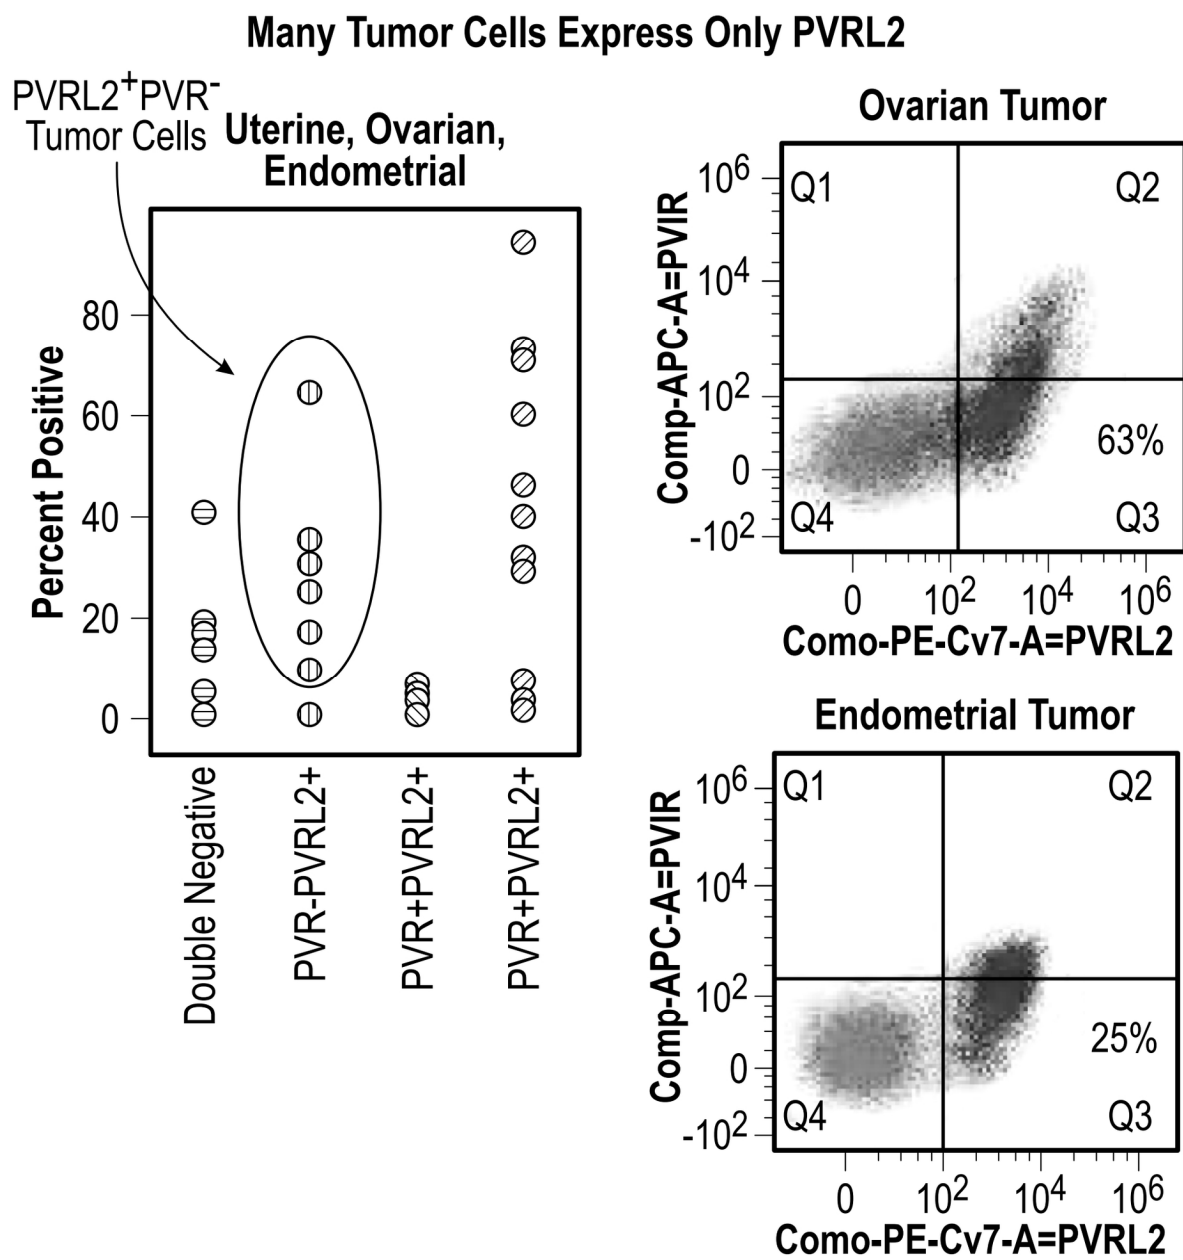 Many Tumor Cells Express Only PVRL2
PVRL2+PVR-
Tumor Cells
Uterine, Ovarian,
Endometrial
Percent Positive
80
60
40
20
0
Double Negative
PVR-PVRL2+
PVR+PVRL2+
PVR+PVRL2+
Ovarian Tumor
Comp-APC-A=PVIR
10^6
10^4
10^2
0
-10^2
Q1
Q2
63%
Q4
Q3
0
10^2
10^4
10^6
Como-PE-Cv7-A=PVRL2
Endometrial Tumor
Comp-APC-A=PVIR
10^6
10^4
10^2
0
-10^2
Q1
Q2
25%
Q4
Q3
0
10^2
10^4
10^6
Como-PE-Cv7-A=PVRL2